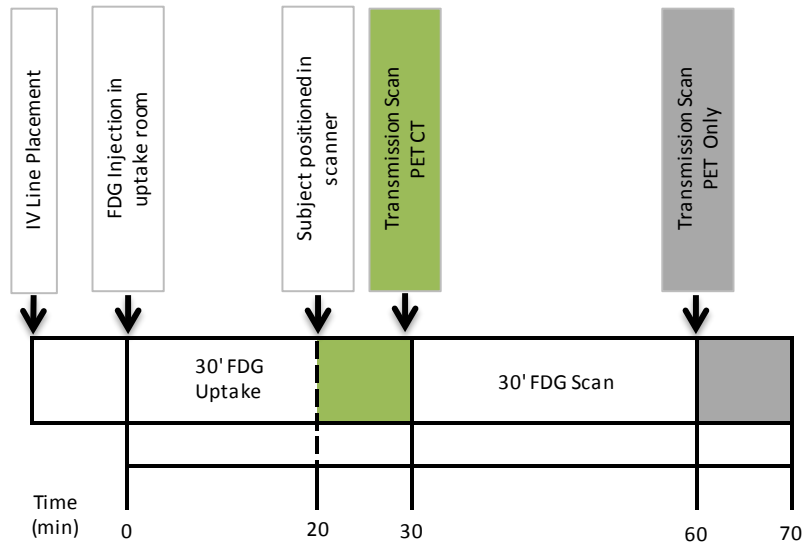 IV Line Placement
FDG Injection in
uptake room
Subject positioned in
scanner
Transmission Scan
PET CT
Transmission Scan
PET Only
30' FDG
Uptake
30' FDG Scan
Time
(min)
0
20
30
60
70